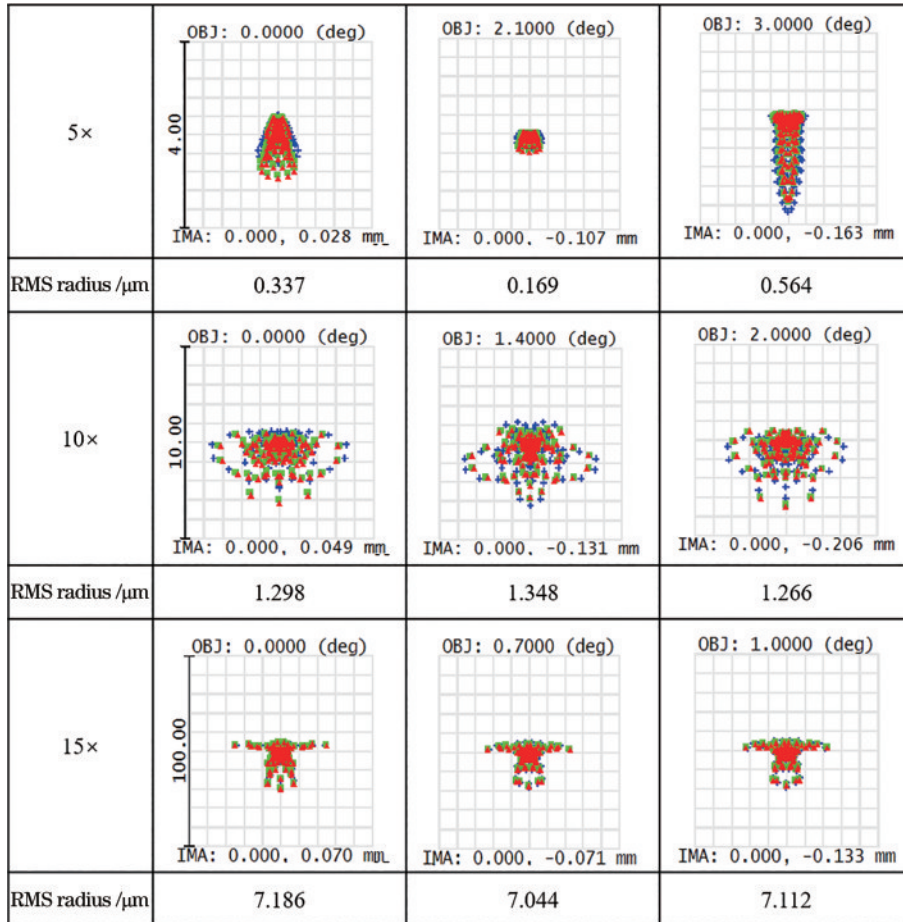 OBJ: 0.0000 (deg) OBJ: 2.1000 (deg) OBJ: 3.0000 (deg)
5×
4.00
IMA: 0.000, 0.028 mm IMA: 0.000, -0.107 mm IMA: 0.000, -0.163 mm
RMS radius /μm 0.337 0.169 0.564
OBJ: 0.0000 (deg) OBJ: 1.4000 (deg) OBJ: 2.0000 (deg)
10×
10.00
IMA: 0.000, 0.049 mm IMA: 0.000, -0.131 mm IMA: 0.000, -0.206 mm
RMS radius /μm 1.298 1.348 1.266
OBJ: 0.0000 (deg) OBJ: 0.7000 (deg) OBJ: 1.0000 (deg)
15×
100.00
IMA: 0.000, 0.070 mm IMA: 0.000, -0.071 mm IMA: 0.000, -0.133 mm
RMS radius /μm 7.186 7.044 7.112